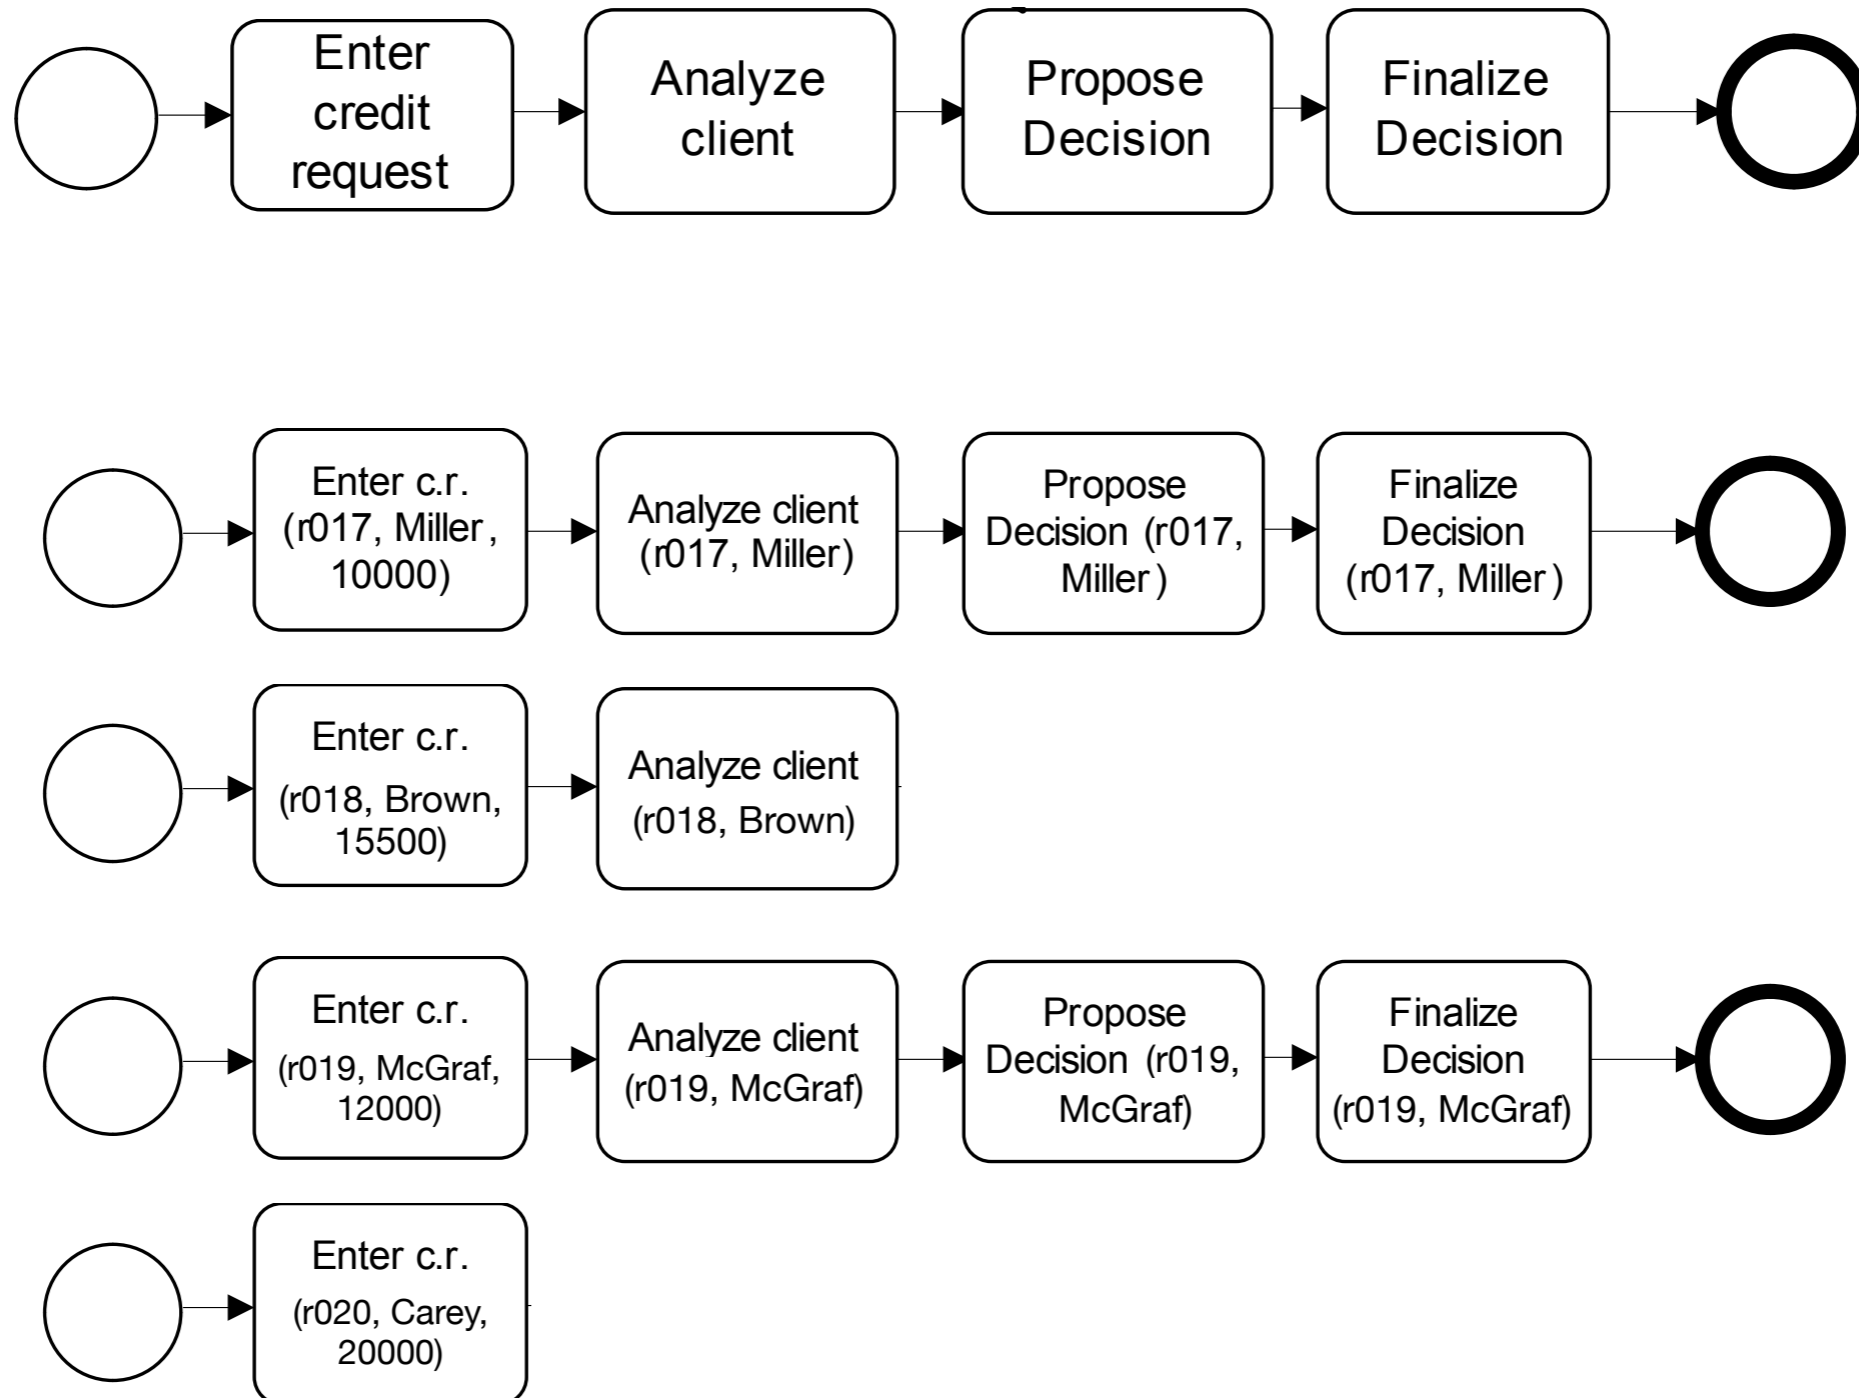 Enter
credit
request
Analyze
client
Propose
Decision
Finalize
Decision
Enter c.r.
(r017, Miller,
10000)
Analyze client
(r017, Miller)
Propose
Decision (r017,
Miller)
Finalize
Decision
(r017, Miller)
Enter c.r.
(r018, Brown,
15500)
Analyze client
(r018, Brown)
Enter c.r.
(r019, McGraf,
12000)
Analyze client
(r019, McGraf)
Propose
Decision (r019,
McGraf)
Finalize
Decision
(r019, McGraf)
Enter c.r.
(r020, Carey,
20000)